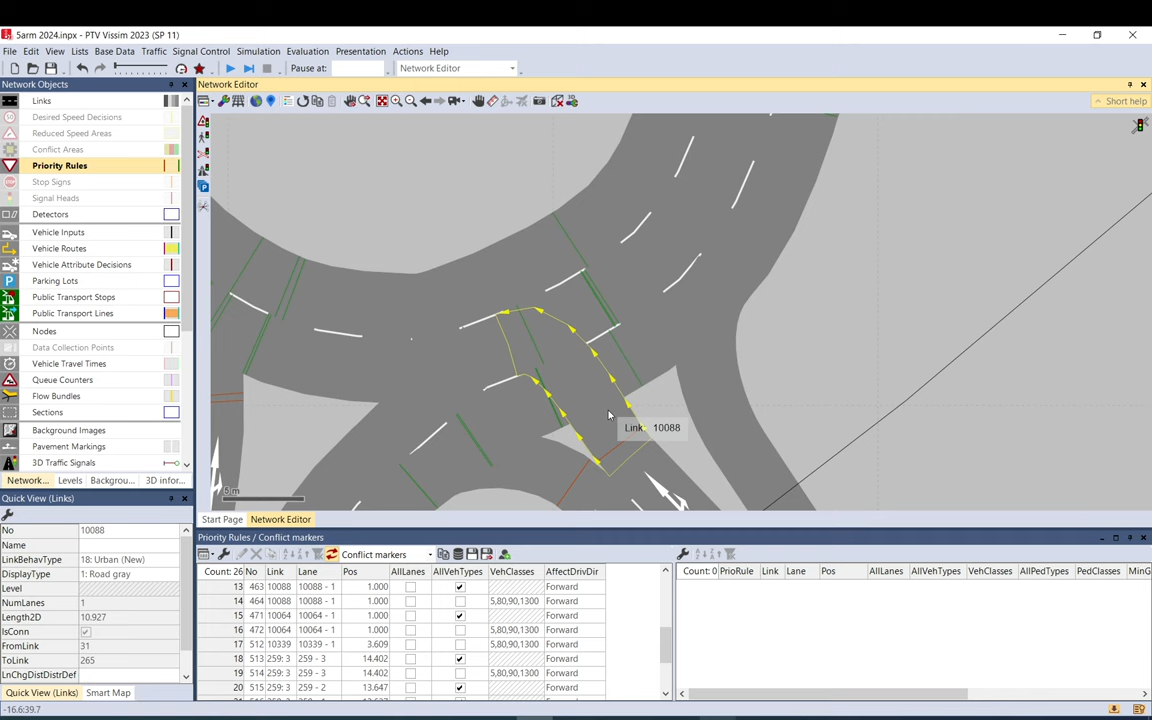 5arm 2024.inpx - PTV Vissim 2023 (SP 11)
File Edit View Lists Base Data Traffic Signal Control Simulation Evaluation Presentation Actions Help
Pause at: Network Editor
Network Objects
Network Editor
Short help
Links
Desired Speed Decisions
Reduced Speed Areas
Conflict Areas
Priority Rules
Stop Signs
Signal Heads
Detectors
Vehicle Inputs
Vehicle Routes
Vehicle Attribute Decisions
Parking Lots
Public Transport Stops
Public Transport Lines
Nodes
Data Collection Points
Vehicle Travel Times
Queue Counters
Flow Bundles
Sections
Background Images
Pavement Markings
3D Traffic Signals
Network... Levels Backgrou... 3D infor...
Link: 10088
5 m
Start Page Network Editor
Quick View (Links)
No 10088
Name
LinkBehavType 18: Urban (New)
DisplayType 1: Road gray
Level
NumLanes 1
Length2D 10.927
IsConn
FromLink 31
ToLink 265
LnChgDistDistrDef
Quick View (Links) Smart Map
-16.6:39.7
Priority Rules / Conflict markers
Conflict markers
Count: 26 No Link Lane Pos AllLanes AllVehTypes VehClasses AffectDrivDir
13 463 10088 10088 - 1 1.000 Forward
14 464 10088 10088 - 1 1.000 5,80,90,1300 Forward
15 471 10064 10064 - 1 1.000 Forward
16 472 10064 10064 - 1 1.000 5,80,90,1300 Forward
17 512 10339 10339 - 1 3.609 5,80,90,1300 Forward
18 513 259: 3 259 - 3 14.402 Forward
19 514 259: 3 259 - 3 14.402 5,80,90,1300 Forward
20 515 259: 3 259 - 2 13.647 Forward
Count: 0 PrioRule Link Lane Pos AllLanes AllVehTypes VehClasses AllPedTypes PedClasses MinG